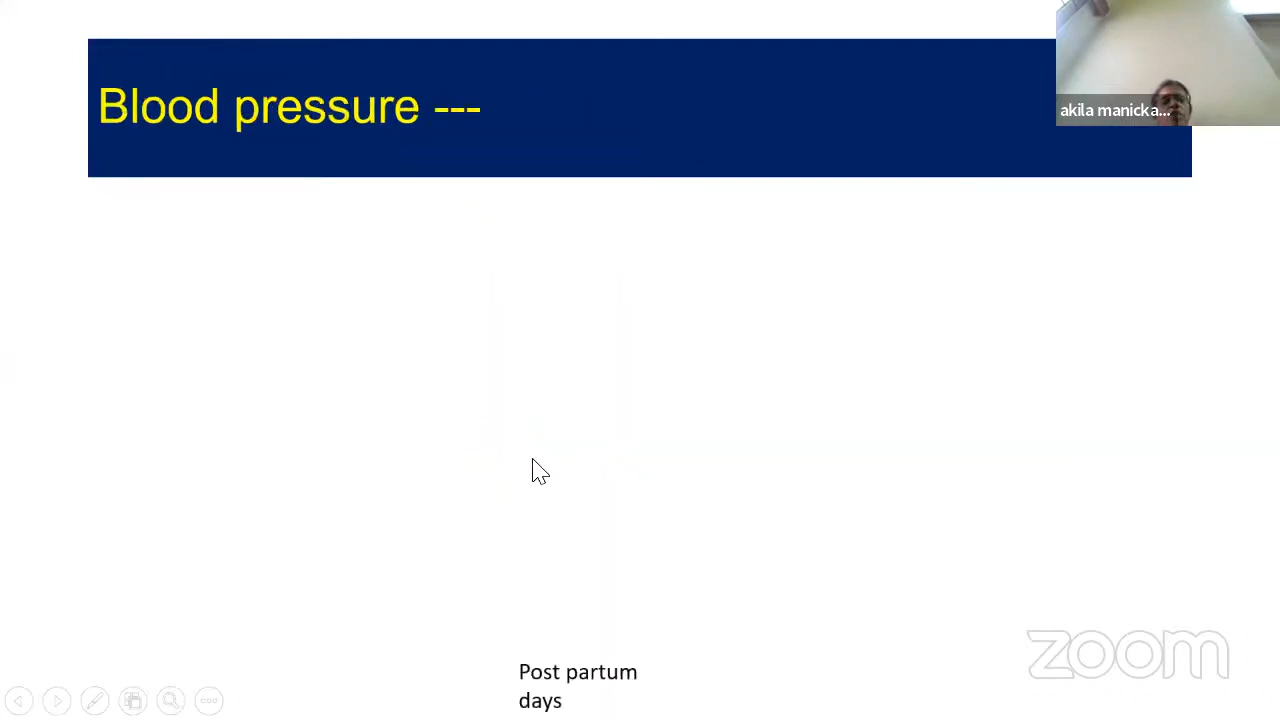 Blood pressure ---
akila manicka...
Post partum
days
zoom